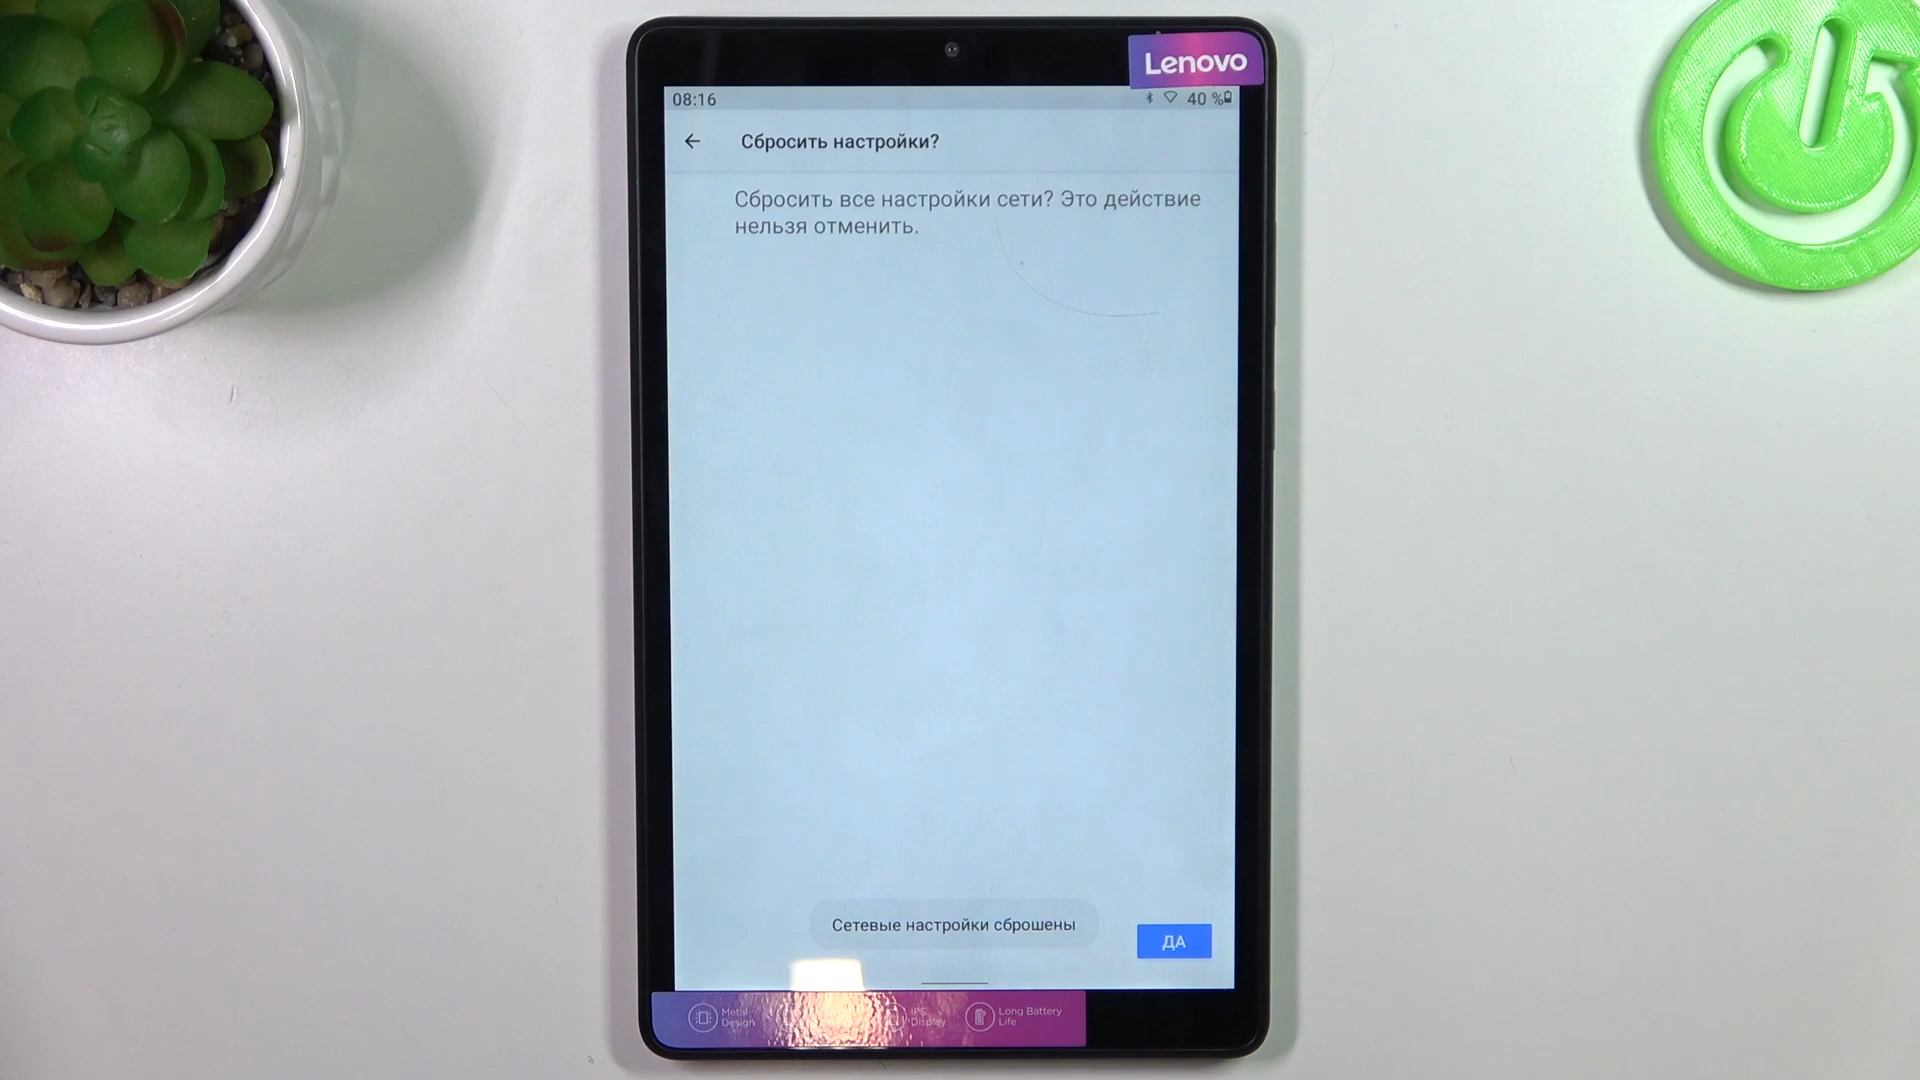 Lenovo
08:16
40 %
Сбросить настройки?
Сбросить все настройки сети? Это действие
нельзя отменить.
Сетевые настройки сброшены
ДА
Metal
Design
IPS
Display
Long Battery
Life